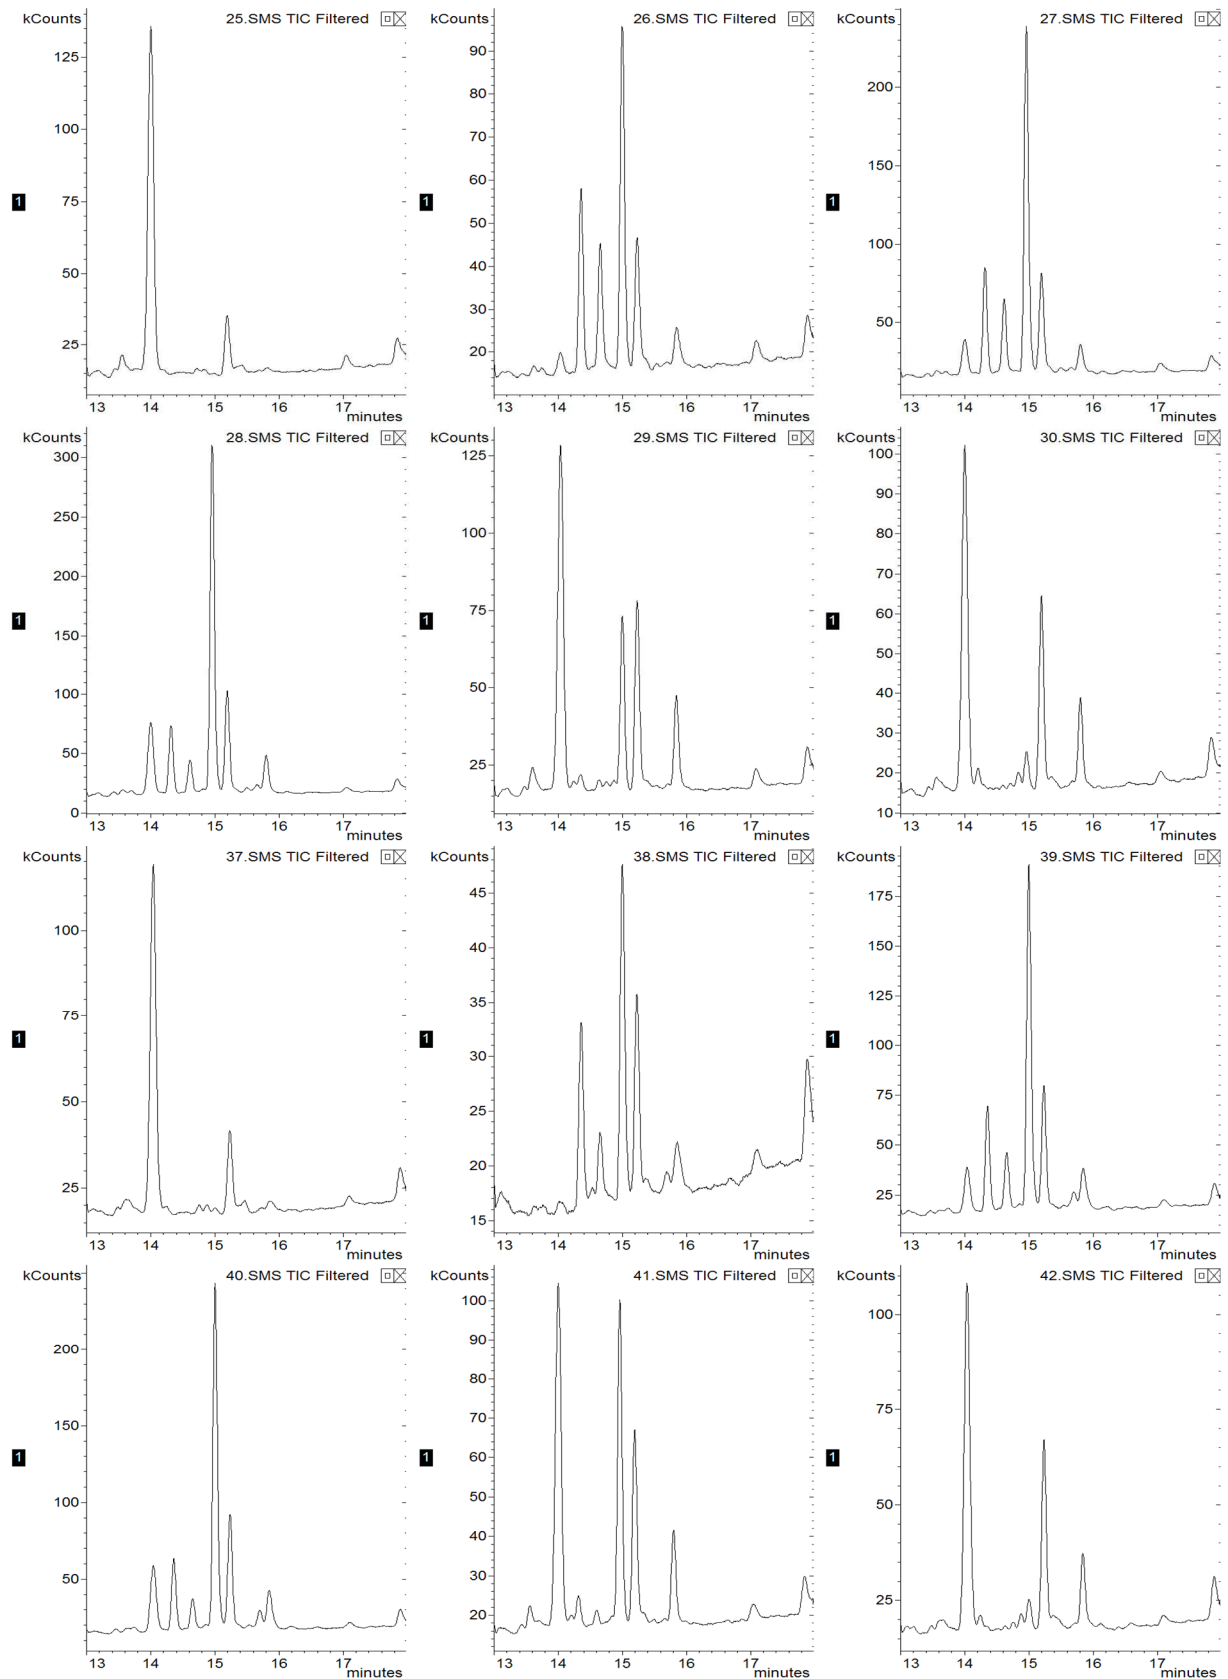 kCounts 25.SMS TIC Filtered
125
100
75
50
25
1
13 14 15 16 17
minutes
kCounts 26.SMS TIC Filtered
90
80
70
60
50
40
30
20
1
13 14 15 16 17
minutes
kCounts 27.SMS TIC Filtered
200
150
100
50
1
13 14 15 16 17
minutes
kCounts 28.SMS TIC Filtered
300
250
200
150
100
50
0
1
13 14 15 16 17
minutes
kCounts 29.SMS TIC Filtered
125
100
75
50
25
1
13 14 15 16 17
minutes
kCounts 30.SMS TIC Filtered
100
90
80
70
60
50
40
30
20
10
1
13 14 15 16 17
minutes
kCounts 37.SMS TIC Filtered
100
75
50
25
1
13 14 15 16 17
minutes
kCounts 38.SMS TIC Filtered
45
40
35
30
25
20
15
1
13 14 15 16 17
minutes
kCounts 39.SMS TIC Filtered
175
150
125
100
75
50
25
1
13 14 15 16 17
minutes
kCounts 40.SMS TIC Filtered
200
150
100
50
1
13 14 15 16 17
minutes
kCounts 41.SMS TIC Filtered
100
90
80
70
60
50
40
30
20
1
13 14 15 16 17
minutes
kCounts 42.SMS TIC Filtered
100
75
50
25
1
13 14 15 16 17
minutes